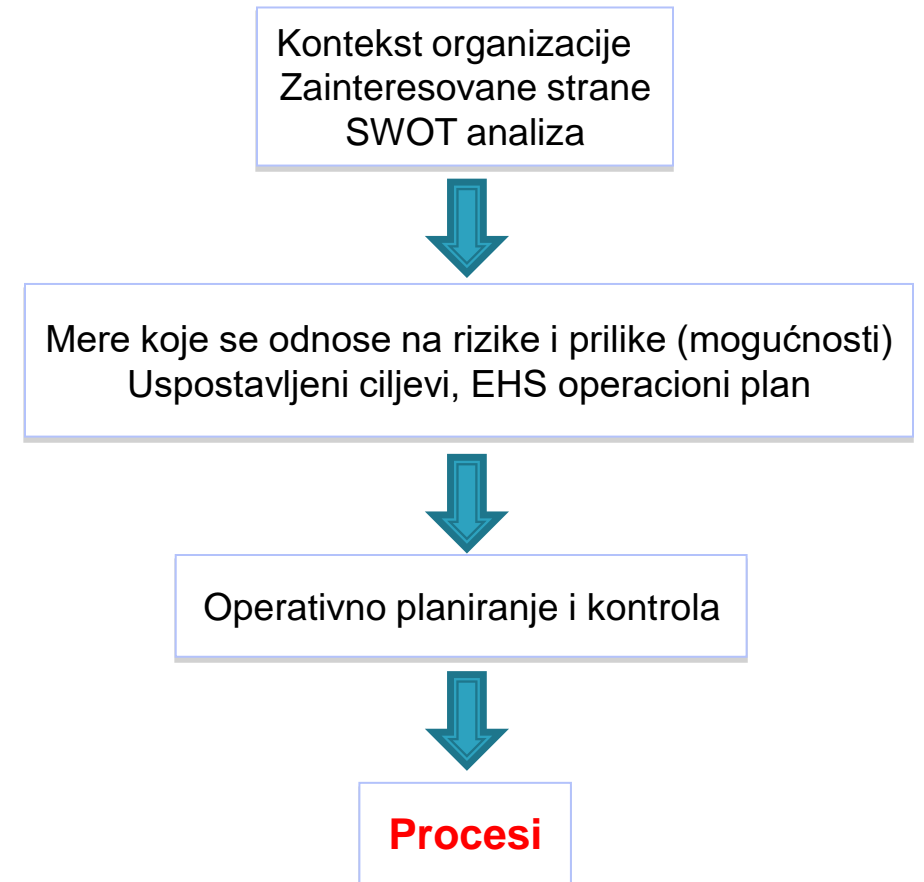 Kontekst organizacije
Zainteresovane strane
SWOT analiza
Mere koje se odnose na rizike i prilike (mogućnosti)
Uspostavljeni ciljevi, EHS operacioni plan
Operativno planiranje i kontrola
Procesi